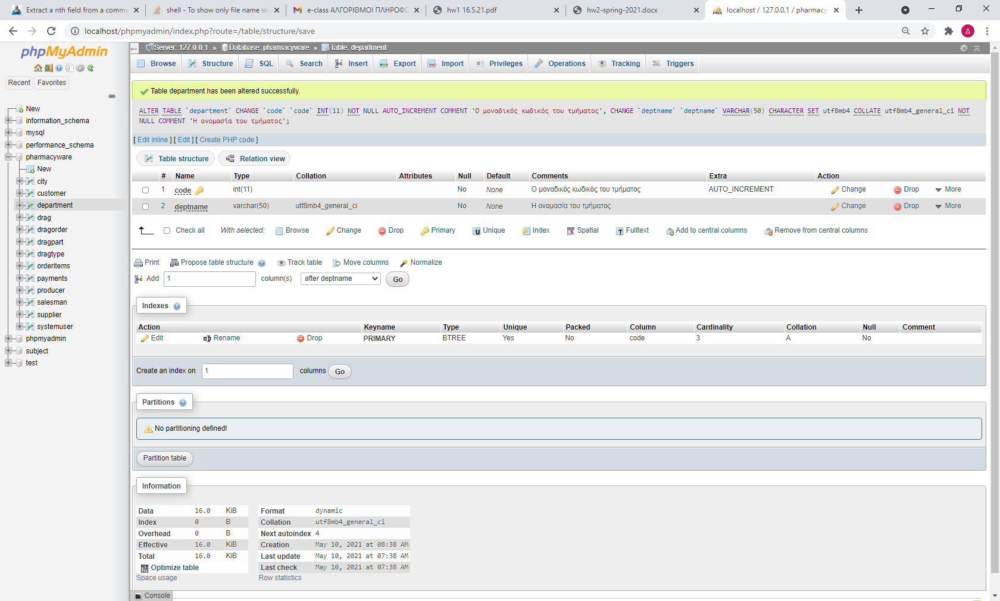 Extract a nth field from a comma
shell - To show only file name wi
e-class ΑΛΓΟΡΙΘΜΟΙ ΠΛΗΡΟΦΟ
hw1 16.5.21.pdf
hw2-spring-2021.docx
localhost / 127.0.0.1 / pharmacy
localhost/phpmyadmin/index.php?route=/table/structure/save
Δ
phpMyAdmin
Recent
Favorites
New
information_schema
mysql
performance_schema
pharmacyware
New
city
customer
department
drag
dragorder
dragpart
dragtype
orderitems
payments
producer
salesman
supplier
systemuser
phpmyadmin
subject
test
Server: 127.0.0.1 » Database: pharmacyware » Table: department
Browse Structure SQL Search Insert Export Import Privileges Operations Tracking Triggers
Table department has been altered successfully.
ALTER TABLE `department` CHANGE `code` `code` INT(11) NOT NULL AUTO_INCREMENT COMMENT 'Ο μοναδικός κωδικός του τμήματος', CHANGE `deptname` `deptname` VARCHAR(50) CHARACTER SET utf8mb4 COLLATE utf8mb4_general_ci NOT
NULL COMMENT 'Η ονομασία του τμήματος';
[ Edit inline ] [ Edit ] [ Create PHP code ]
Table structure Relation view
# Name Type Collation Attributes Null Default Comments Extra Action
1 code int(11) No None Ο μοναδικός κωδικός του τμήματος AUTO_INCREMENT Change Drop More
2 deptname varchar(50) utf8mb4_general_ci No None Η ονομασία του τμήματος Change Drop More
Check all With selected: Browse Change Drop Primary Unique Index Spatial Fulltext Add to central columns Remove from central columns
Print Propose table structure Track table Move columns Normalize
Add 1 column(s) after deptname Go
Indexes
Action Keyname Type Unique Packed Column Cardinality Collation Null Comment
Edit Rename Drop PRIMARY BTREE Yes No code 3 A No
Create an index on 1 columns Go
Partitions
No partitioning defined!
Partition table
Information
Data 16.0 KiB
Index 0 B
Overhead 0 B
Effective 16.0 KiB
Total 16.0 KiB
Optimize table
Space usage
Format dynamic
Collation utf8mb4_general_ci
Next autoindex 4
Creation May 10, 2021 at 08:38 AM
Last update May 10, 2021 at 07:38 AM
Last check May 10, 2021 at 07:38 AM
Row statistics
Console